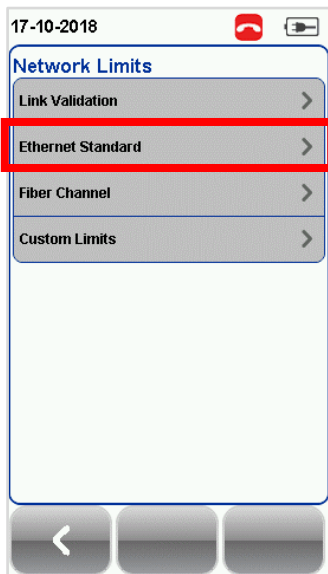 17-10-2018
Network Limits
Link Validation
Ethernet Standard
Fiber Channel
Custom Limits